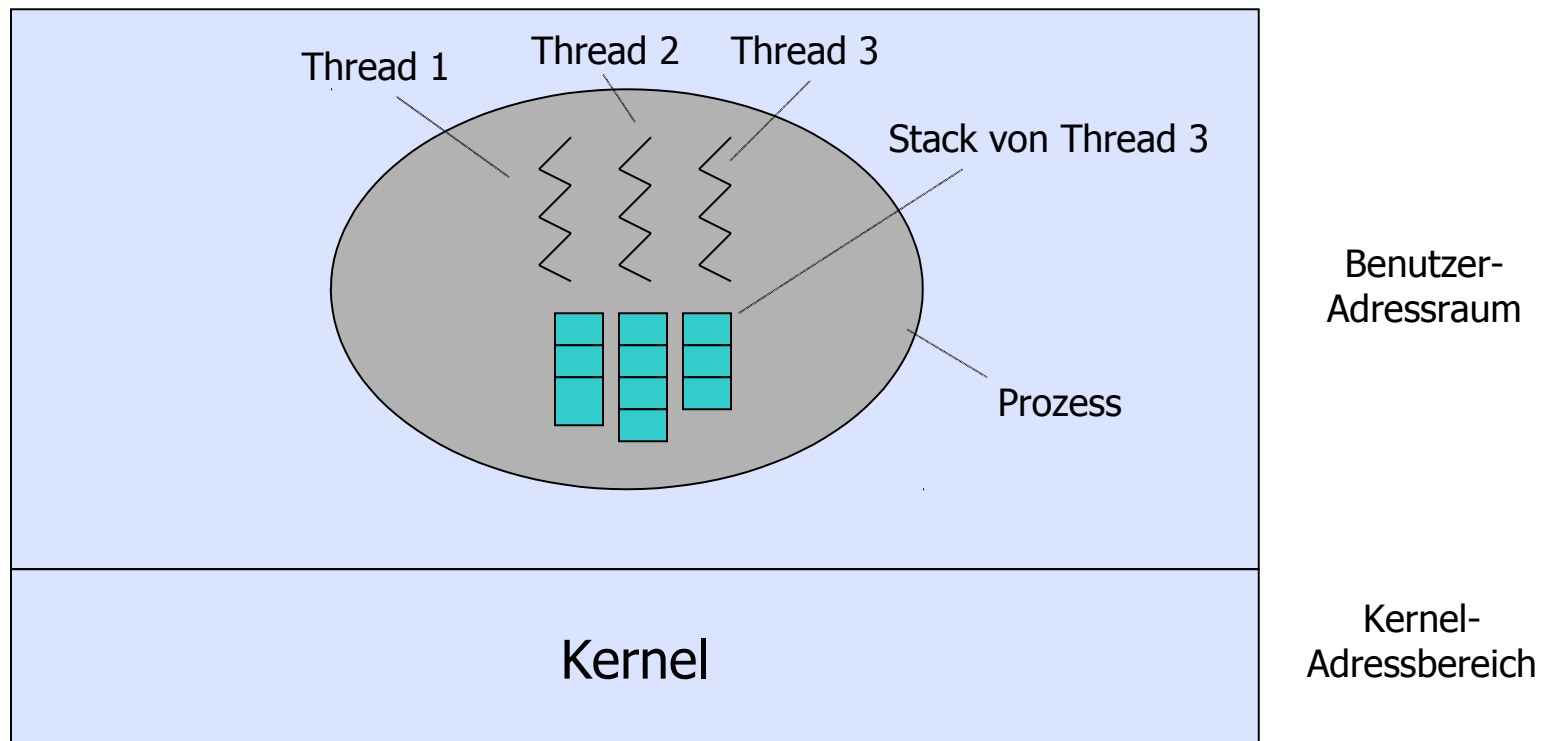 Thread 1
Thread 2
Thread 3
Stack von Thread 3
Benutzer-
Adressraum
Prozess
Kernel
Kernel-
Adressbereich